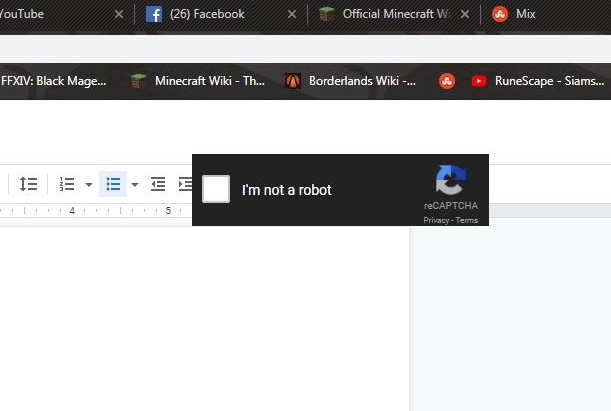 YouTube
(26) Facebook
Official Minecraft Wi
Mix
FFXIV: Black Mage...
Minecraft Wiki - Th...
Borderlands Wiki -...
RuneScape - Siams...
I'm not a robot
reCAPTCHA
Privacy - Terms
4
5